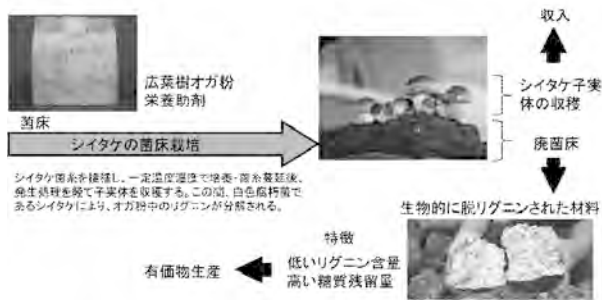 収入
広葉樹オガ粉
栄養助剤
菌床
シイタケの菌床栽培
シイタケ子実
体の収穫
廃菌床
シイタケ菌糸を接種し、一定温度湿度で培養・菌糸蔓延後、
発生処理を経て子実体を収穫する。この間、白色腐朽菌で
あるシイタケにより、オガ粉中のリグニンが分解される。
生物的に脱リグニンされた材料
特徴
低いリグニン含量
高い糖質残留量
有価物生産